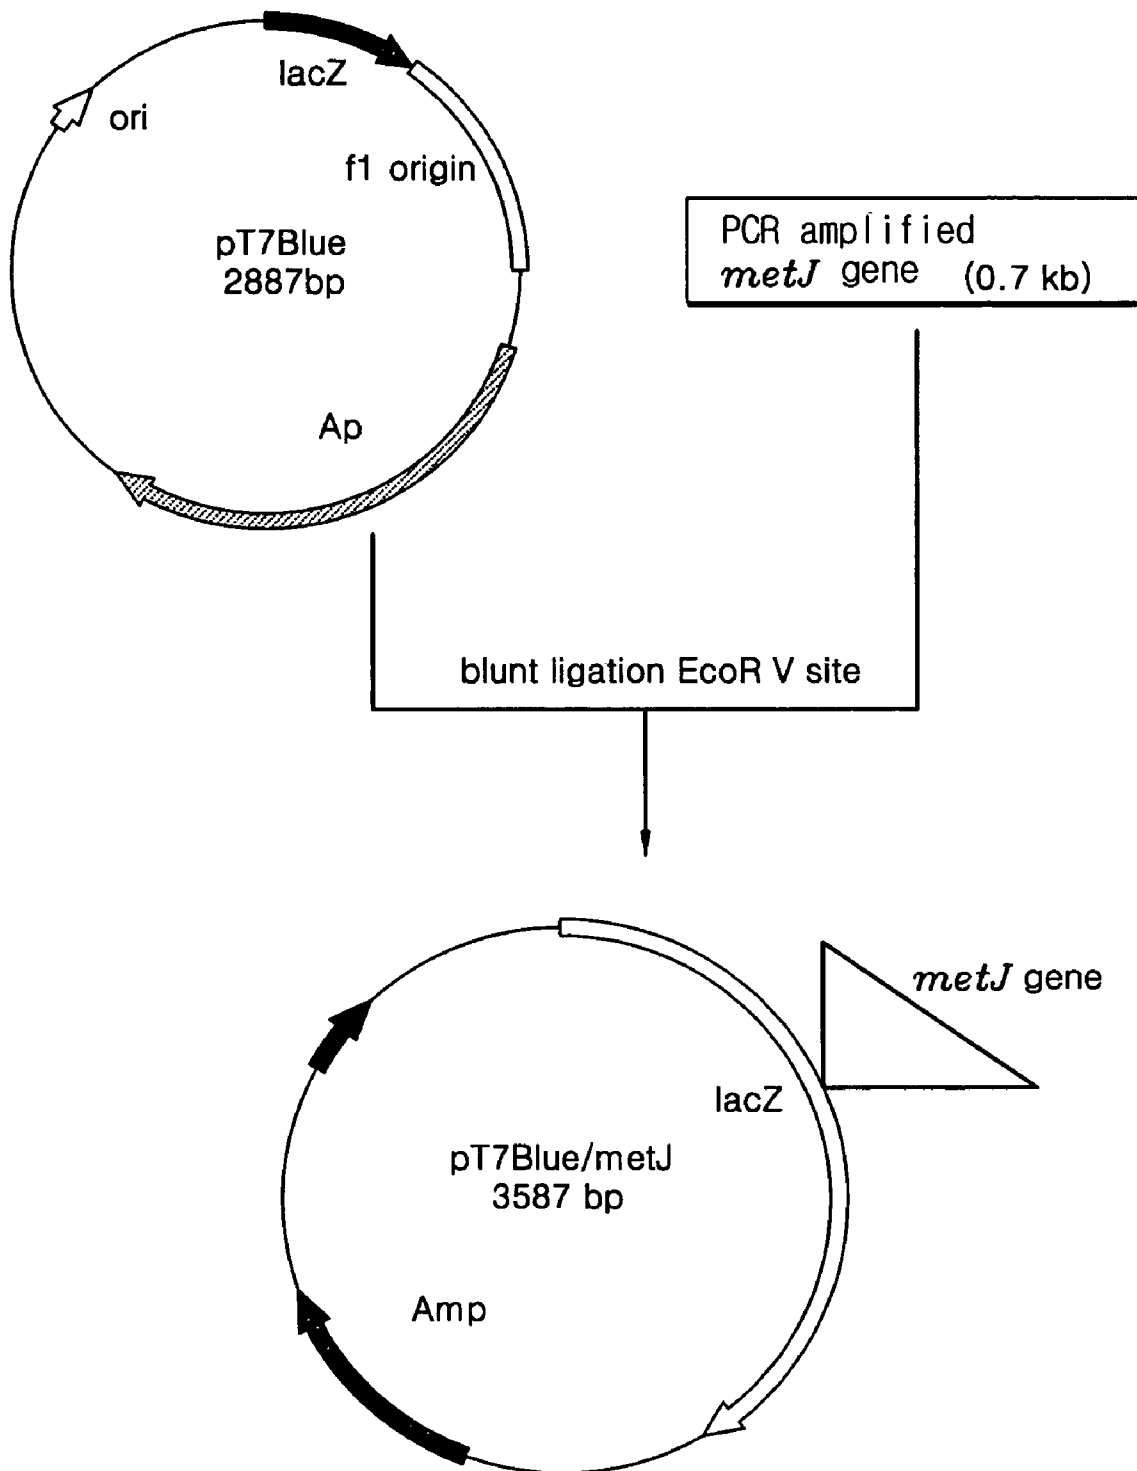 lacZ
ori
f1 origin
pT7Blue
2887bp
Ap
PCR amplified
metJ gene (0.7 kb)
blunt ligation EcoR V site
metJ gene
lacZ
pT7Blue/metJ
3587 bp
Amp